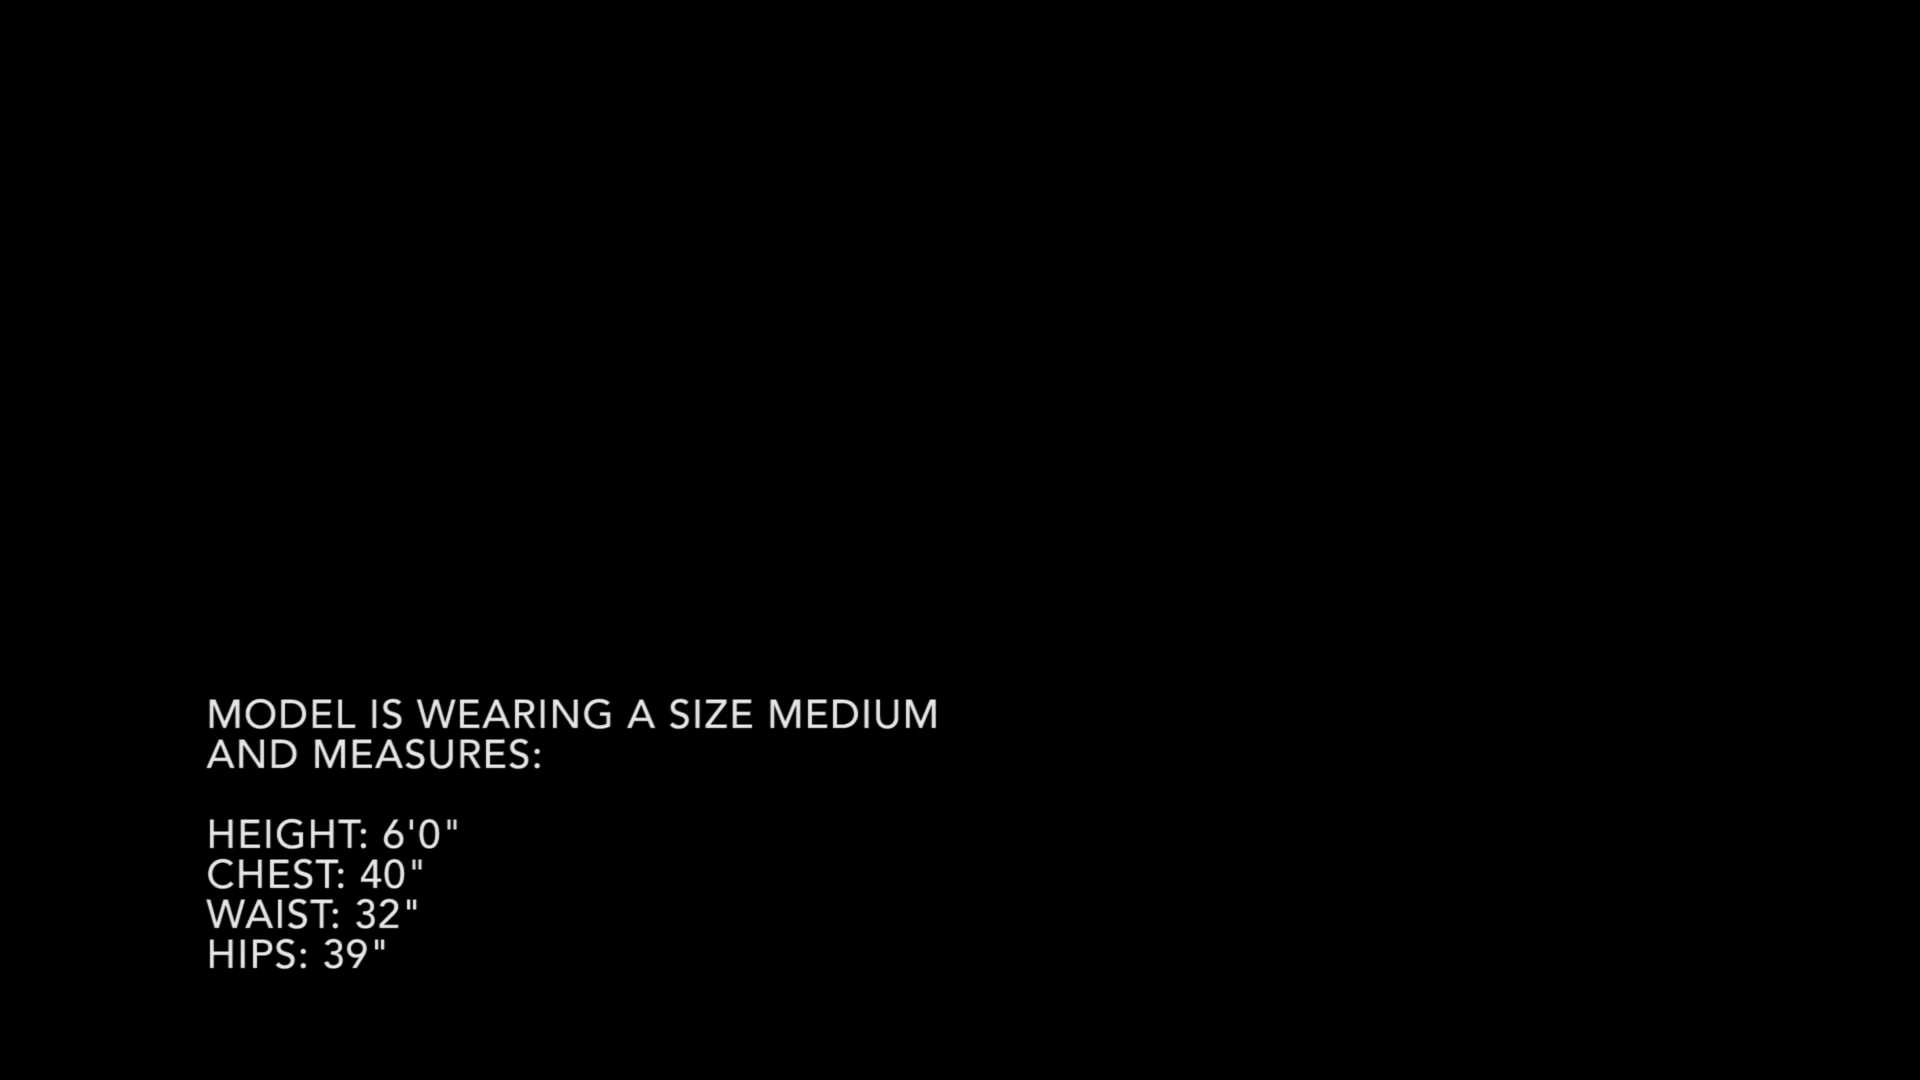 MODEL IS WEARING A SIZE MEDIUM
AND MEASURES:
HEIGHT: 6'0"
CHEST: 40"
WAIST: 32"
HIPS: 39"